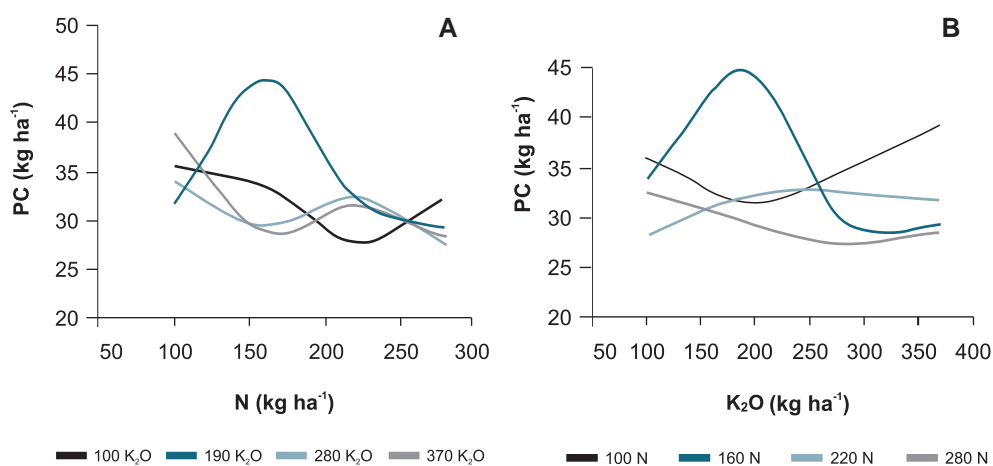 A
PC (kg ha⁻¹)
50
45
40
35
30
25
20
50 100 150 200 250 300
N (kg ha⁻¹)
100 K₂O 190 K₂O 280 K₂O 370 K₂O
B
PC (kg ha⁻¹)
45
40
35
30
25
20
50 100 150 200 250 300 350 400
K₂O (kg ha⁻¹)
100 N 160 N 220 N 280 N